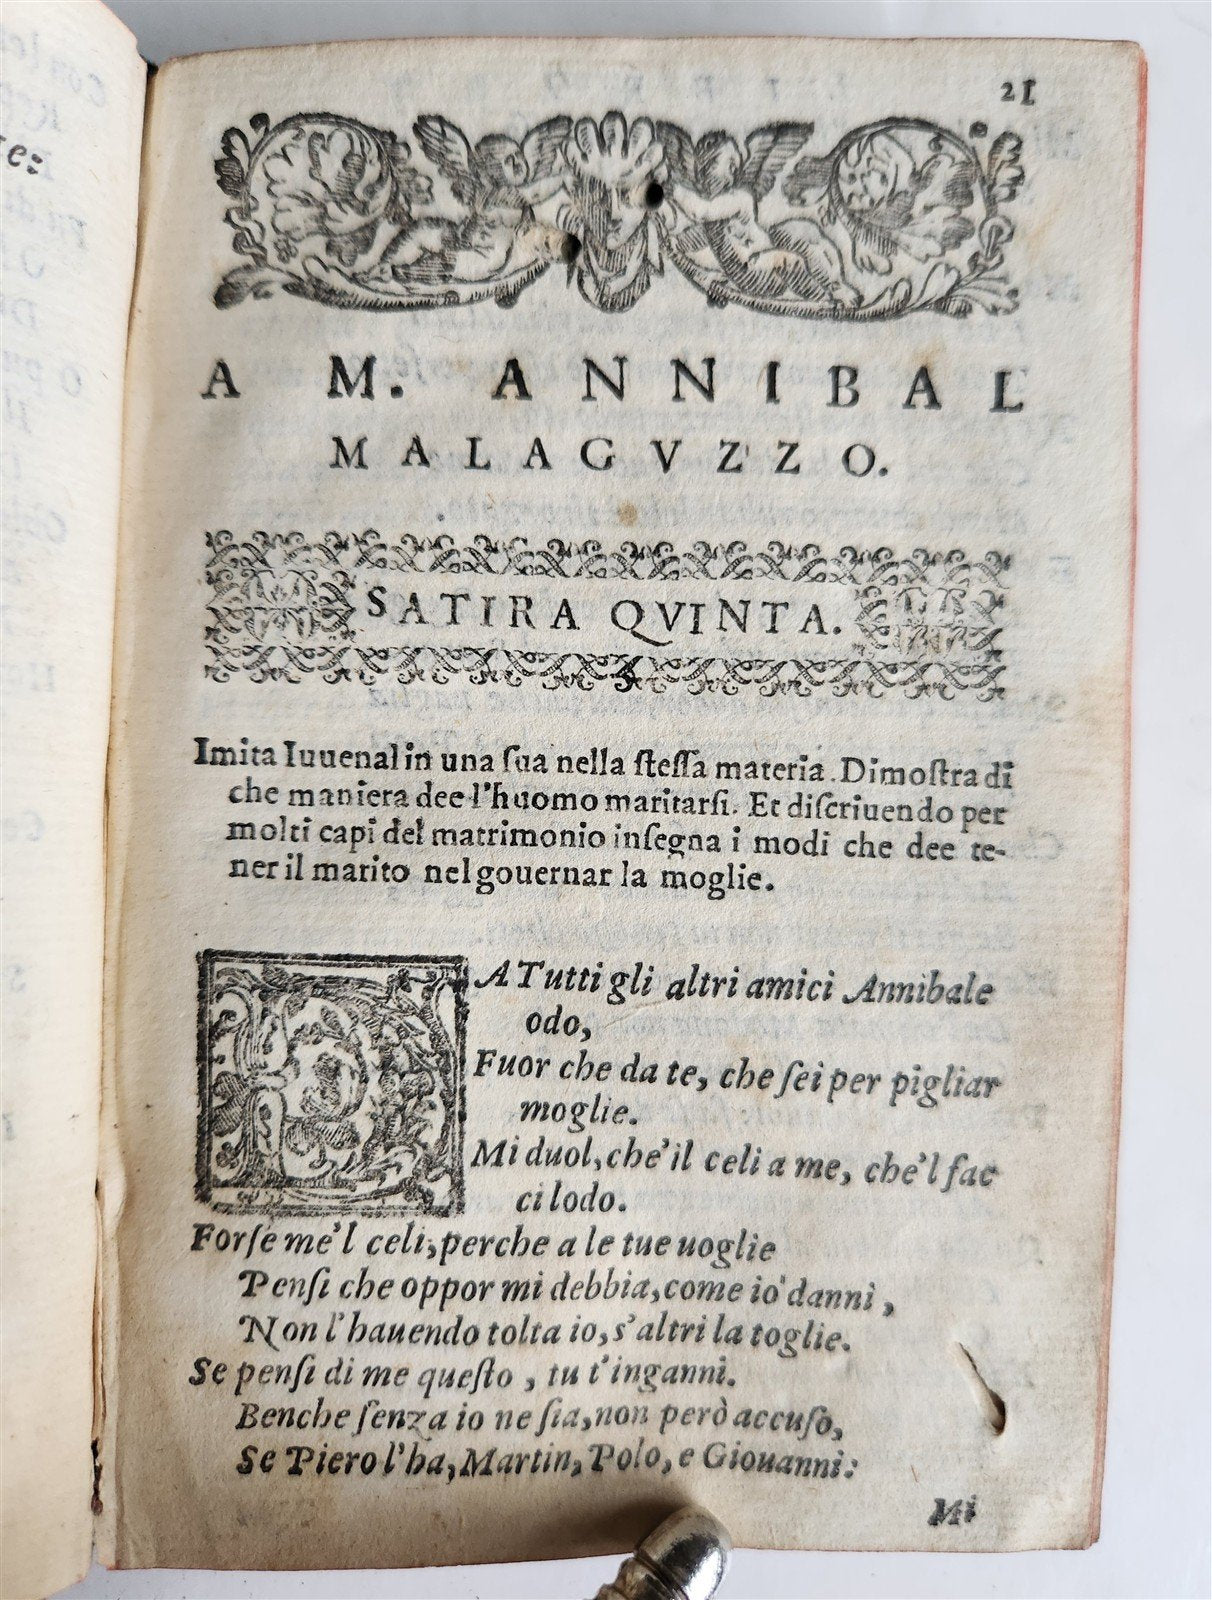 21
A M. ANNIBAL
MALAGVZZO.
SATIRA QVINTA.
Imita Iuuenal in una ſua nella ſteſſa materia. Dimoſtra di
che maniera dee l'huomo maritarſi. Et diſcriuendo per
molti capi del matrimonio inſegna i modi che dee te-
ner il marito nel gouernar la moglie.
DA Tutti gli altri amici Annibale
odo,
Fuor che da te, che ſei per pigliar
moglie.
Mi duol, che'il celi a me, che'l fac
ci lodo.
Forſe me'l celi, perche a le tue uoglie
Penſi che oppor mi debbia, come io danni,
Non l'hauendo tolta io, s'altri la toglie.
Se penſi di me queſto, tu t'inganni.
Benche ſenza io ne ſia, non però accuſo,
Se Piero l'ha, Martin, Polo, e Giouanni:
Mi
e: